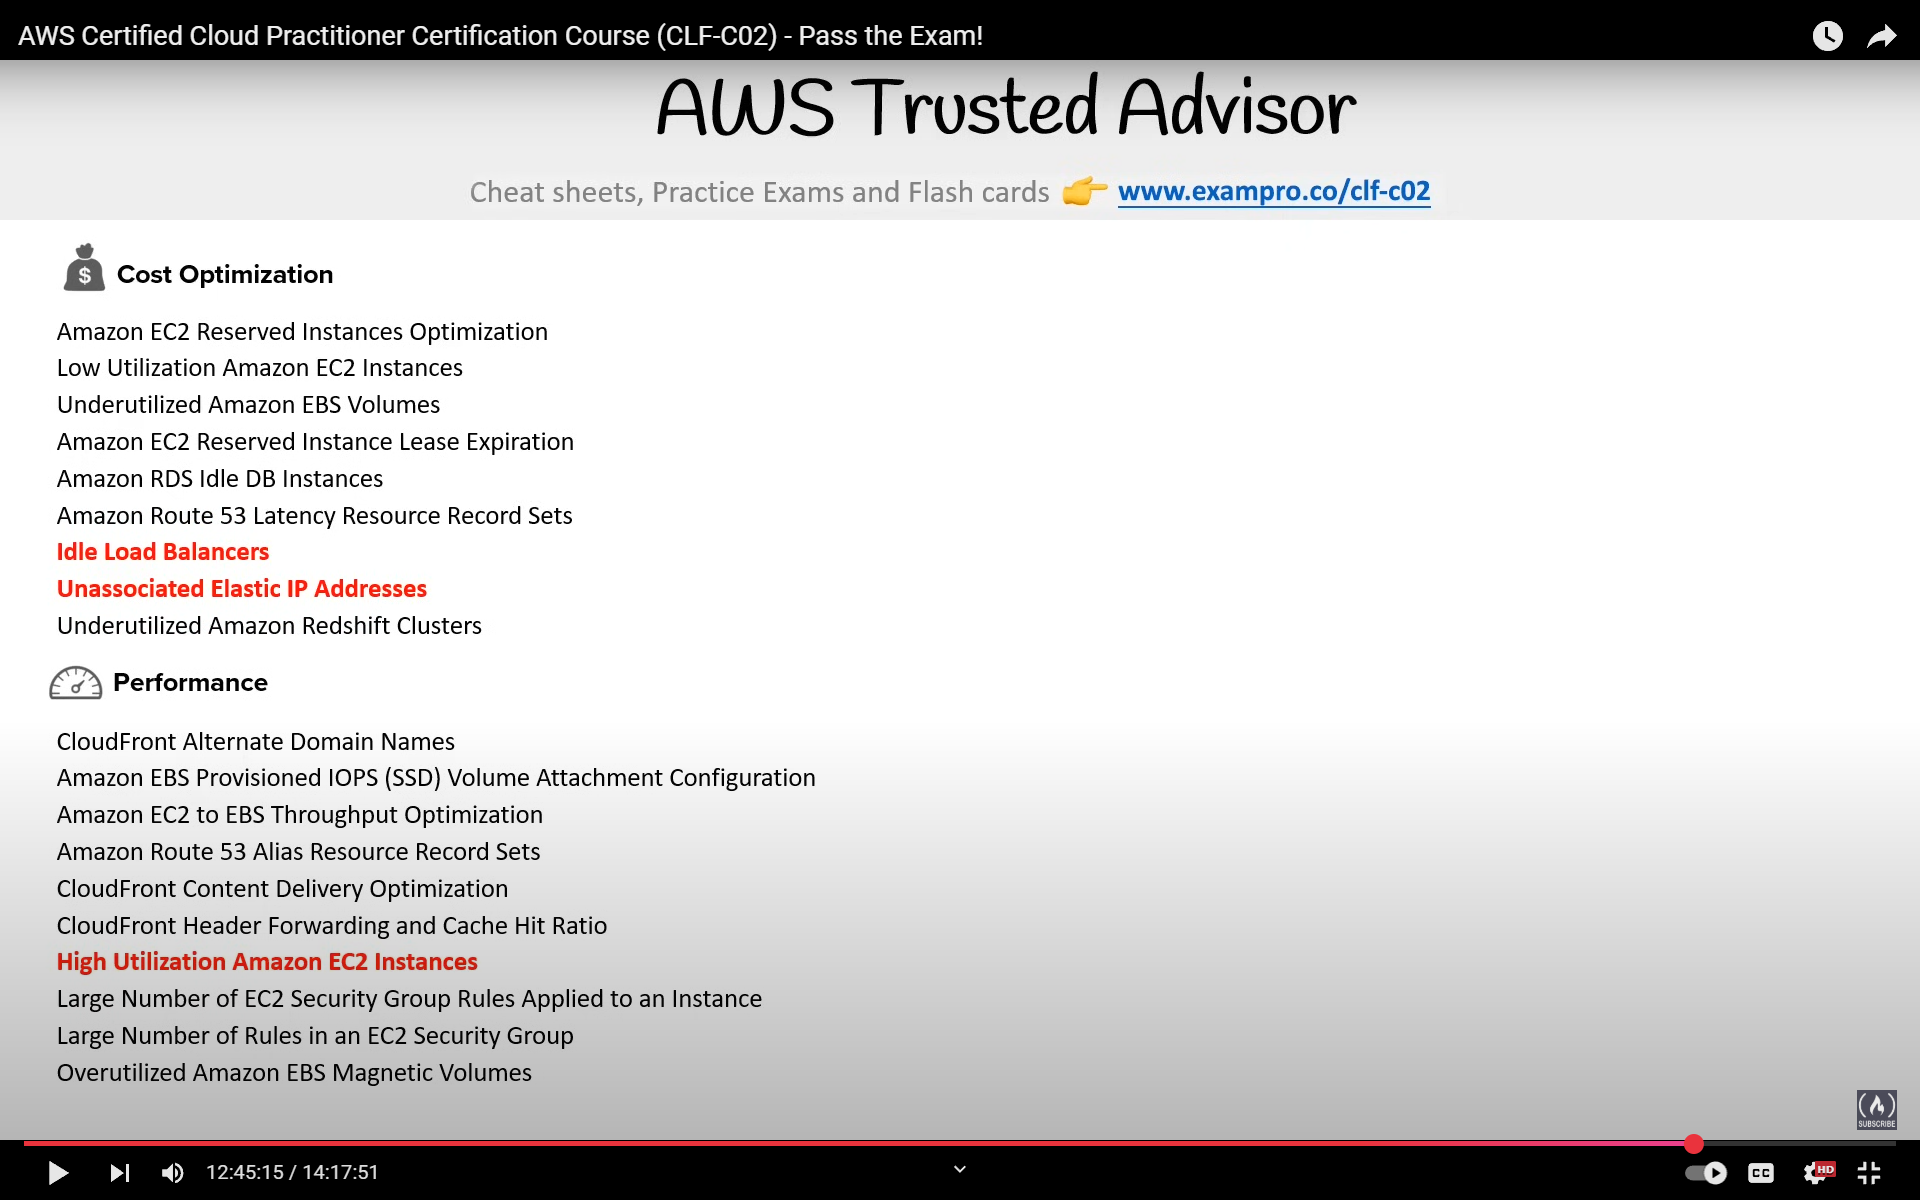 AWS Certified Cloud Practitioner Certification Course (CLF-C02) - Pass the Exam!
AWS Trusted Advisor
Cheat sheets, Practice Exams and Flash cards 👉 www.exampro.co/clf-c02
$ Cost Optimization
Amazon EC2 Reserved Instances Optimization
Low Utilization Amazon EC2 Instances
Underutilized Amazon EBS Volumes
Amazon EC2 Reserved Instance Lease Expiration
Amazon RDS Idle DB Instances
Amazon Route 53 Latency Resource Record Sets
Idle Load Balancers
Unassociated Elastic IP Addresses
Underutilized Amazon Redshift Clusters
Performance
CloudFront Alternate Domain Names
Amazon EBS Provisioned IOPS (SSD) Volume Attachment Configuration
Amazon EC2 to EBS Throughput Optimization
Amazon Route 53 Alias Resource Record Sets
CloudFront Content Delivery Optimization
CloudFront Header Forwarding and Cache Hit Ratio
High Utilization Amazon EC2 Instances
Large Number of EC2 Security Group Rules Applied to an Instance
Large Number of Rules in an EC2 Security Group
Overutilized Amazon EBS Magnetic Volumes
SUBSCRIBE
12:45:15 / 14:17:51
CC HD